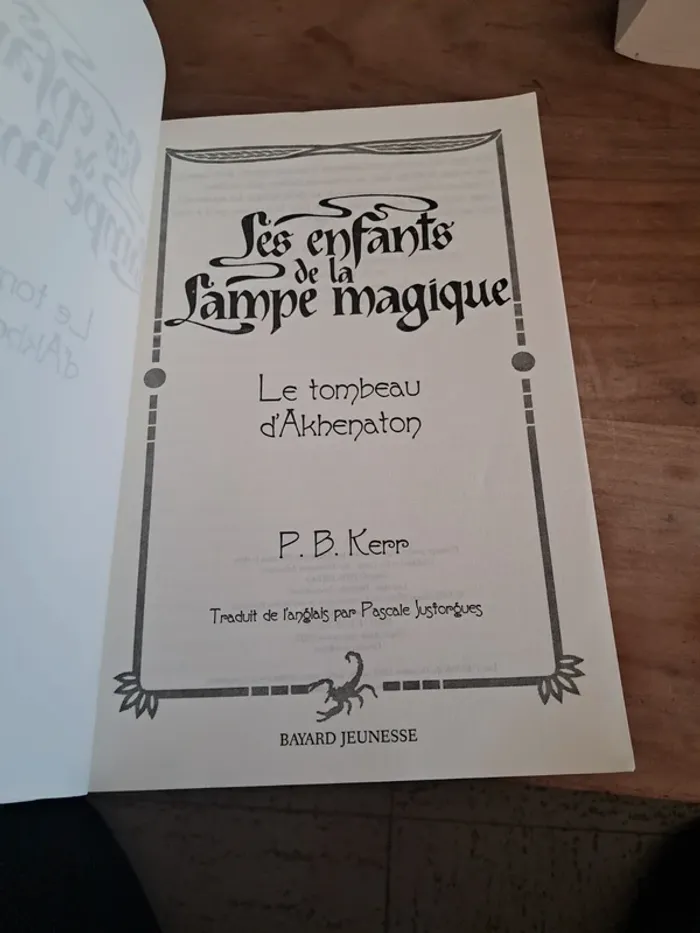 Les enfants
de la
Lampe magique
Le tombeau
d'Akhenaton
P. B. Kerr
Traduit de l'anglais par Pascale Jusforgues
BAYARD JEUNESSE